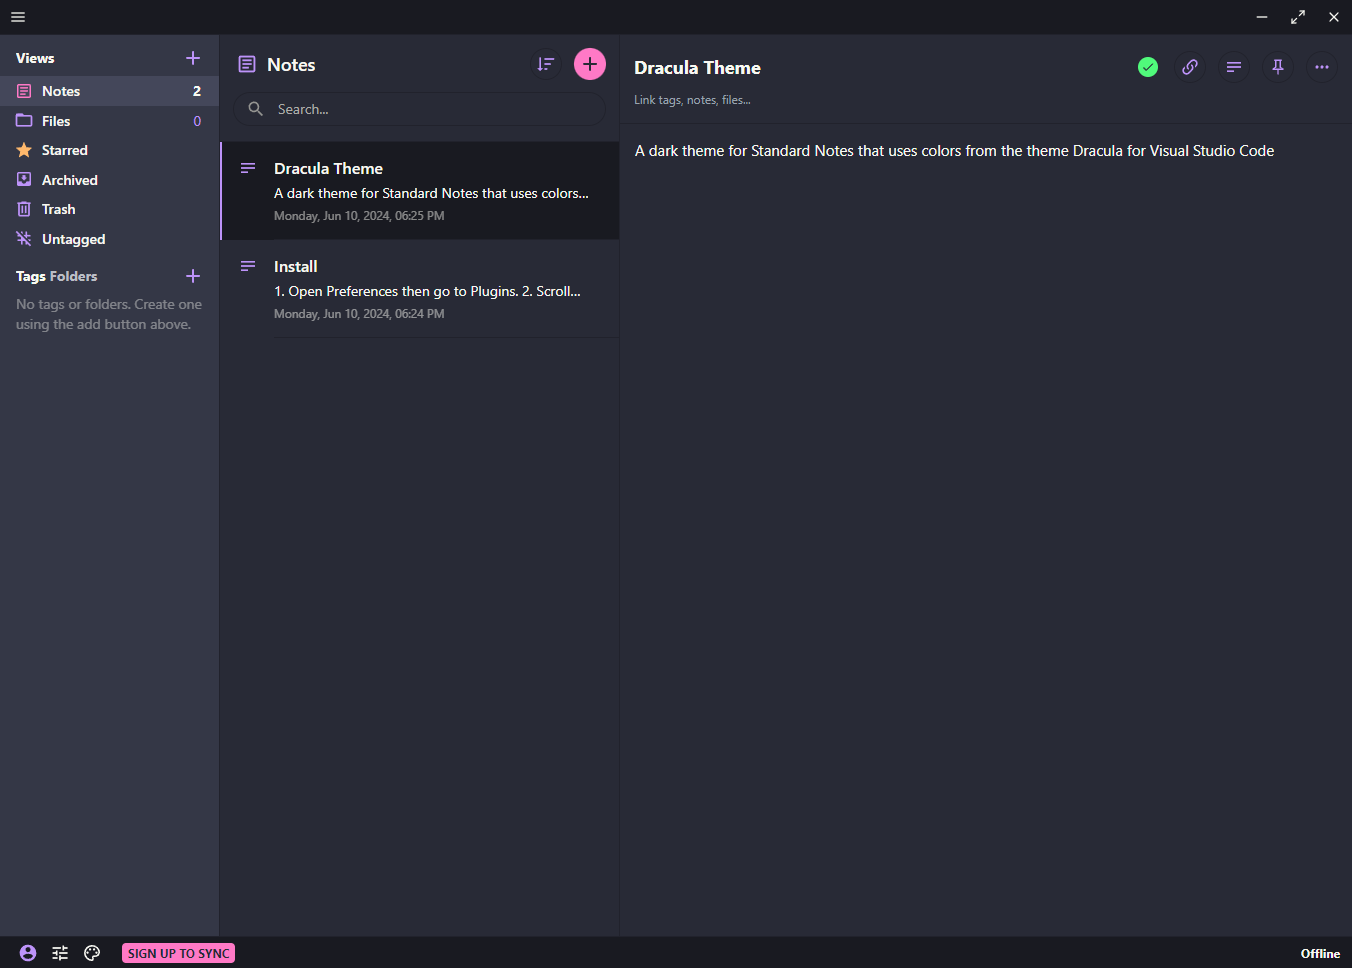 Views
Notes 2
Files 0
Starred
Archived
Trash
Untagged
Tags Folders
No tags or folders. Create one
using the add button above.
Notes
Search...
Dracula Theme
A dark theme for Standard Notes that uses colors...
Monday, Jun 10, 2024, 06:25 PM
Install
1. Open Preferences then go to Plugins. 2. Scroll...
Monday, Jun 10, 2024, 06:24 PM
Dracula Theme
Link tags, notes, files...
A dark theme for Standard Notes that uses colors from the theme Dracula for Visual Studio Code
SIGN UP TO SYNC
Offline